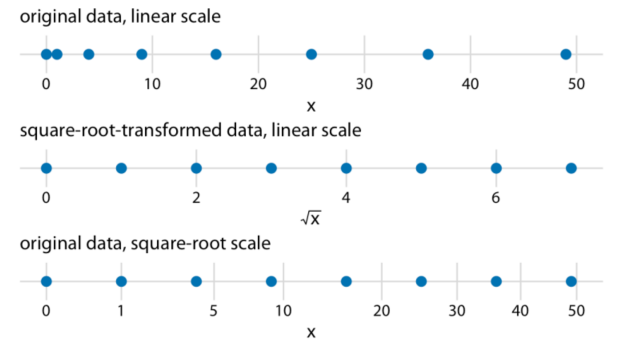 original data, linear scale
0 10 20 30 40 50
x
square-root-transformed data, linear scale
0 2 4 6
√x
original data, square-root scale
0 1 5 10 20 30 40 50
x